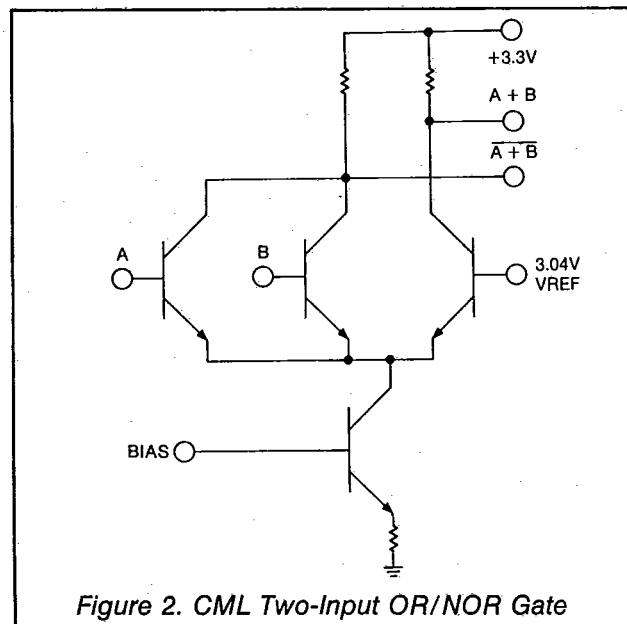 +3.3V
A + B
A + B
A
B
3.04V
VREF
BIAS
Figure 2. CML Two-Input OR/NOR Gate